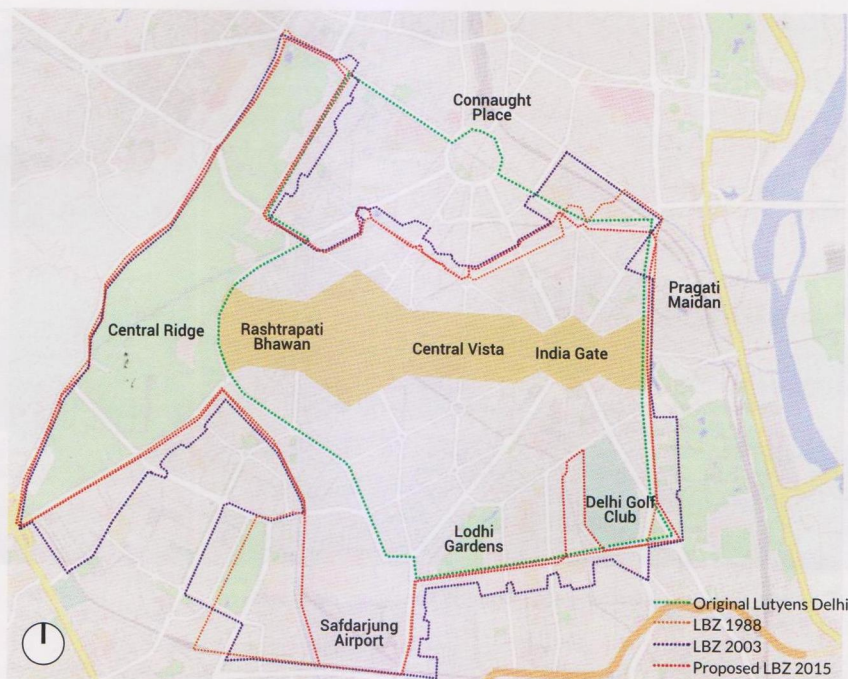 Connaught
Place
Pragati
Maidan
Central Ridge
Rashtrapati
Bhawan
Central Vista
India Gate
Delhi Golf
Club
Lodhi
Gardens
Safdarjung
Airport
Original Lutyens Delhi
LBZ 1988
LBZ 2003
Proposed LBZ 2015